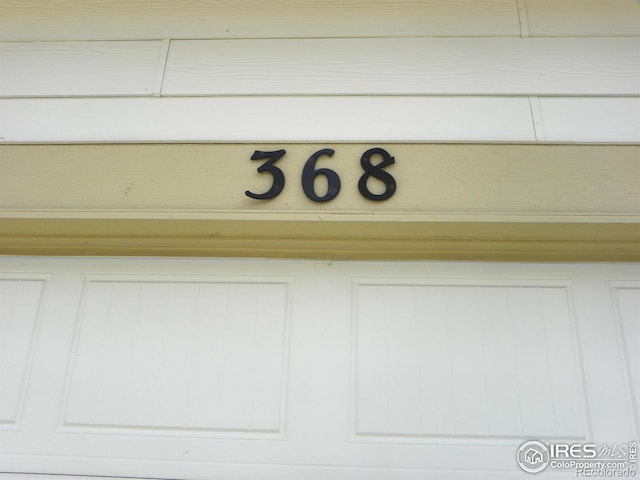 368
IRES MLS
ColoProperty.com
REcolorado
IRES